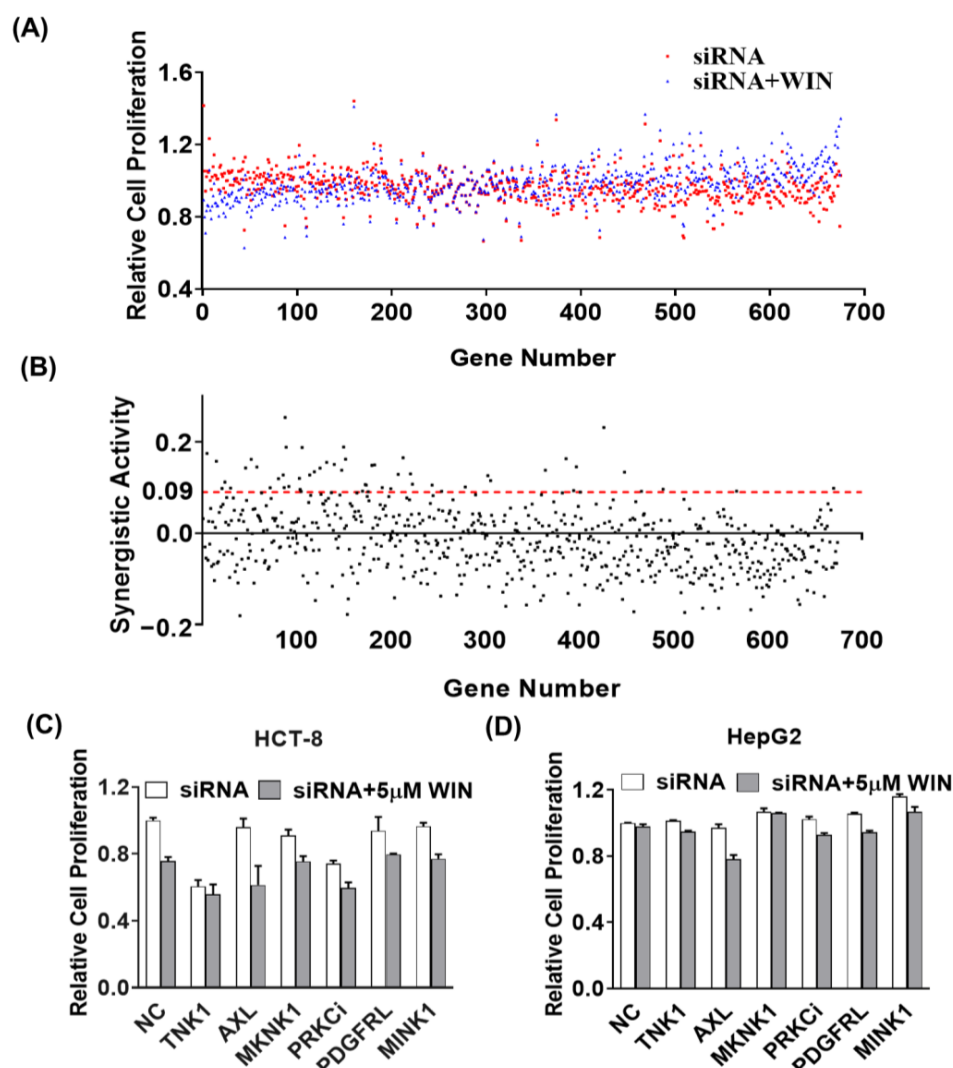 (A)
siRNA
siRNA+WIN
Relative Cell Proliferation
1.6
1.2
0.8
0.4
0 100 200 300 400 500 600 700
Gene Number
(B)
Synergistic Activity
0.2
0.09
0.0
−0.2
100 200 300 400 500 600 700
Gene Number
(C)
HCT-8
siRNA siRNA+5μM WIN
Relative Cell Proliferation
1.2
0.8
0.4
0.0
NC TNK1 AXL MKNK1 PRKCi PDGFRL MINK1
(D)
HepG2
siRNA siRNA+5μM WIN
Relative Cell Proliferation
1.2
0.8
0.4
0.0
NC TNK1 AXL MKNK1 PRKCi PDGFRL MINK1